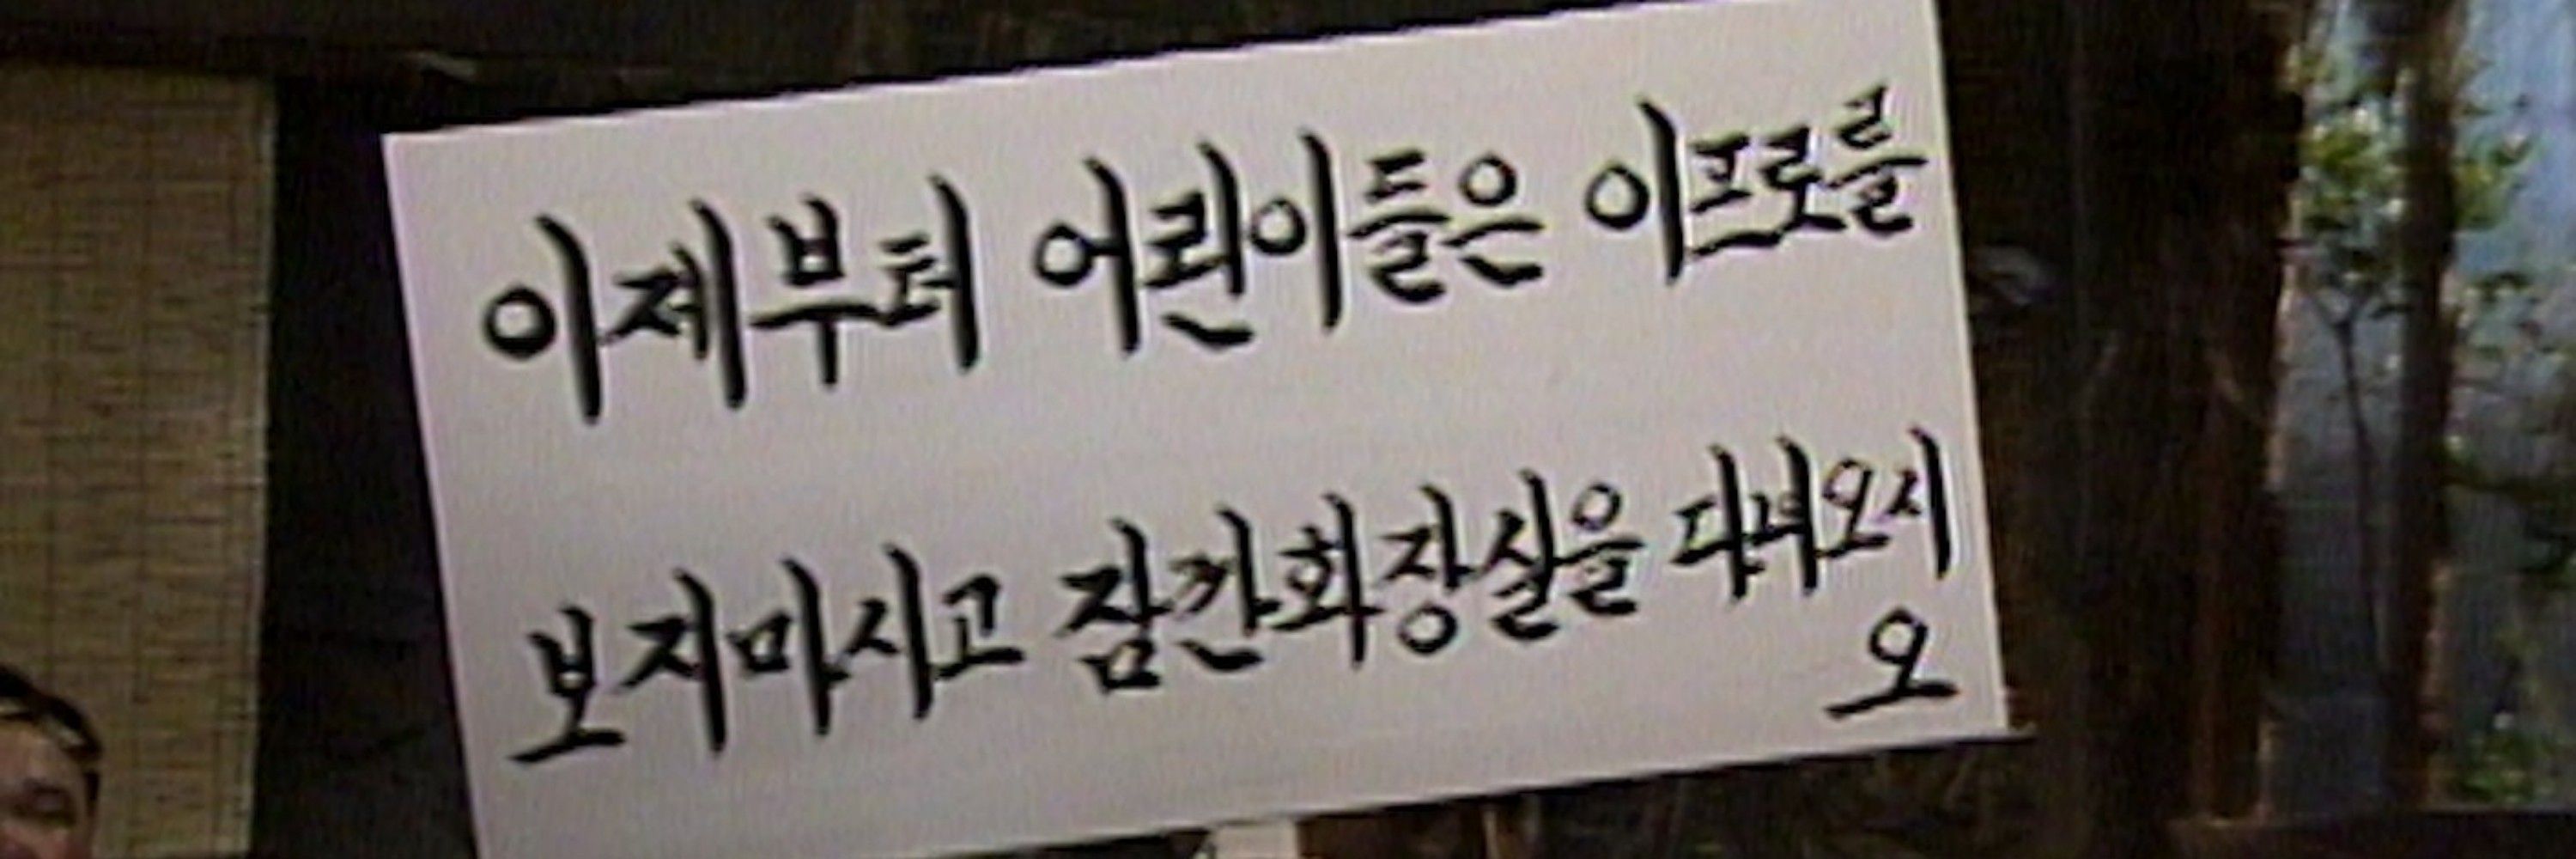 이제부터 어린이들은 이프로를
보지마시고 잠깐화장실을 다녀오시
오